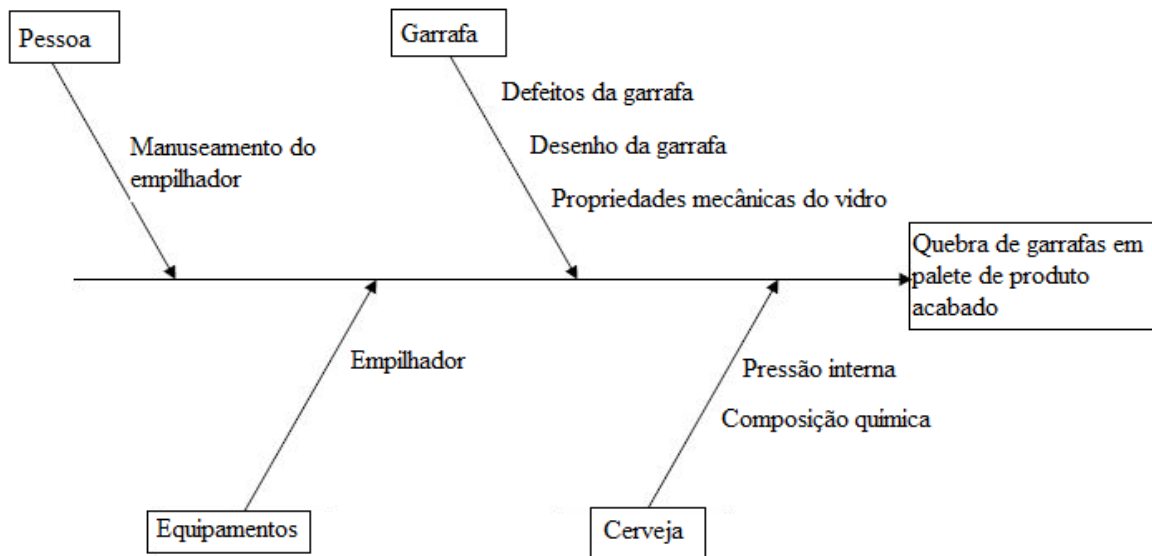 Pessoa
Garrafa
Defeitos da garrafa
Manuseamento do
empilhador
Desenho da garrafa
Propriedades mecânicas do vidro
Quebra de garrafas em
palete de produto
acabado
Empilhador
Pressão interna
Composição química
Equipamentos
Cerveja